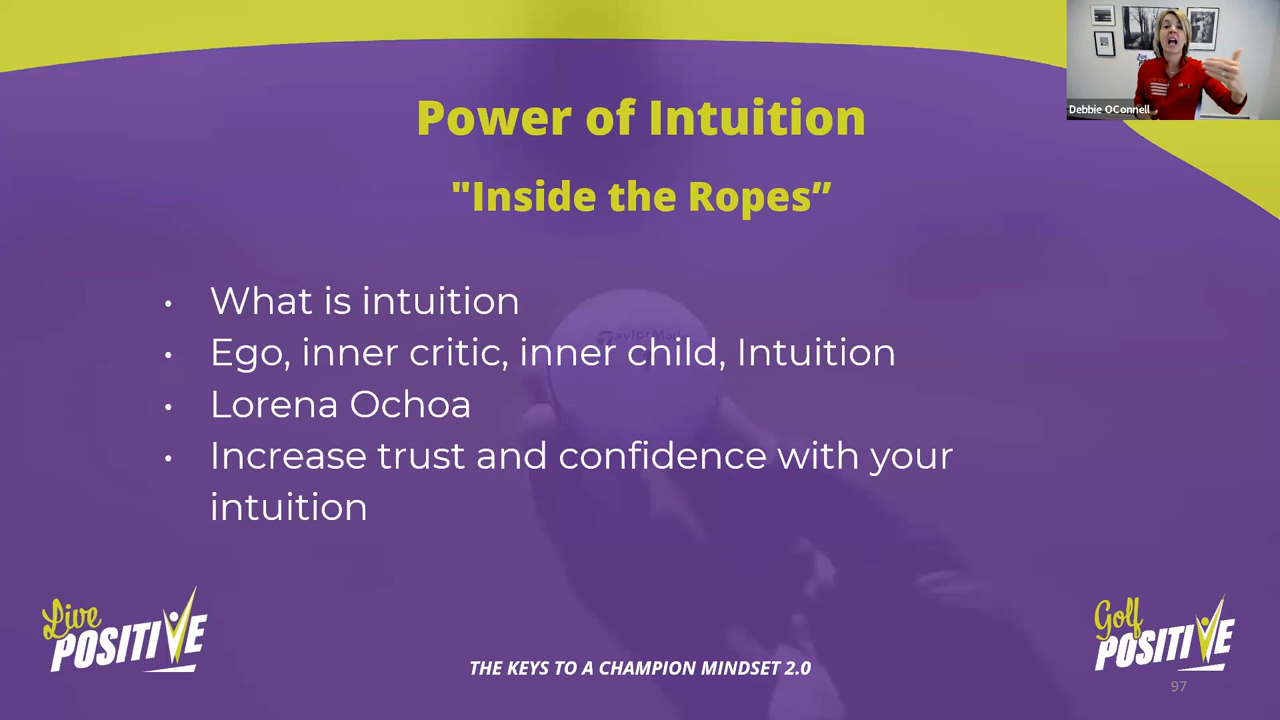 Power of Intuition
"Inside the Ropes”
Debbie OConnell
• What is intuition
• Ego, inner critic, inner child, Intuition
• Lorena Ochoa
• Increase trust and confidence with your
intuition
TaylorMade
Live
POSITIVE
THE KEYS TO A CHAMPION MINDSET 2.0
Golf
POSITIVE
97